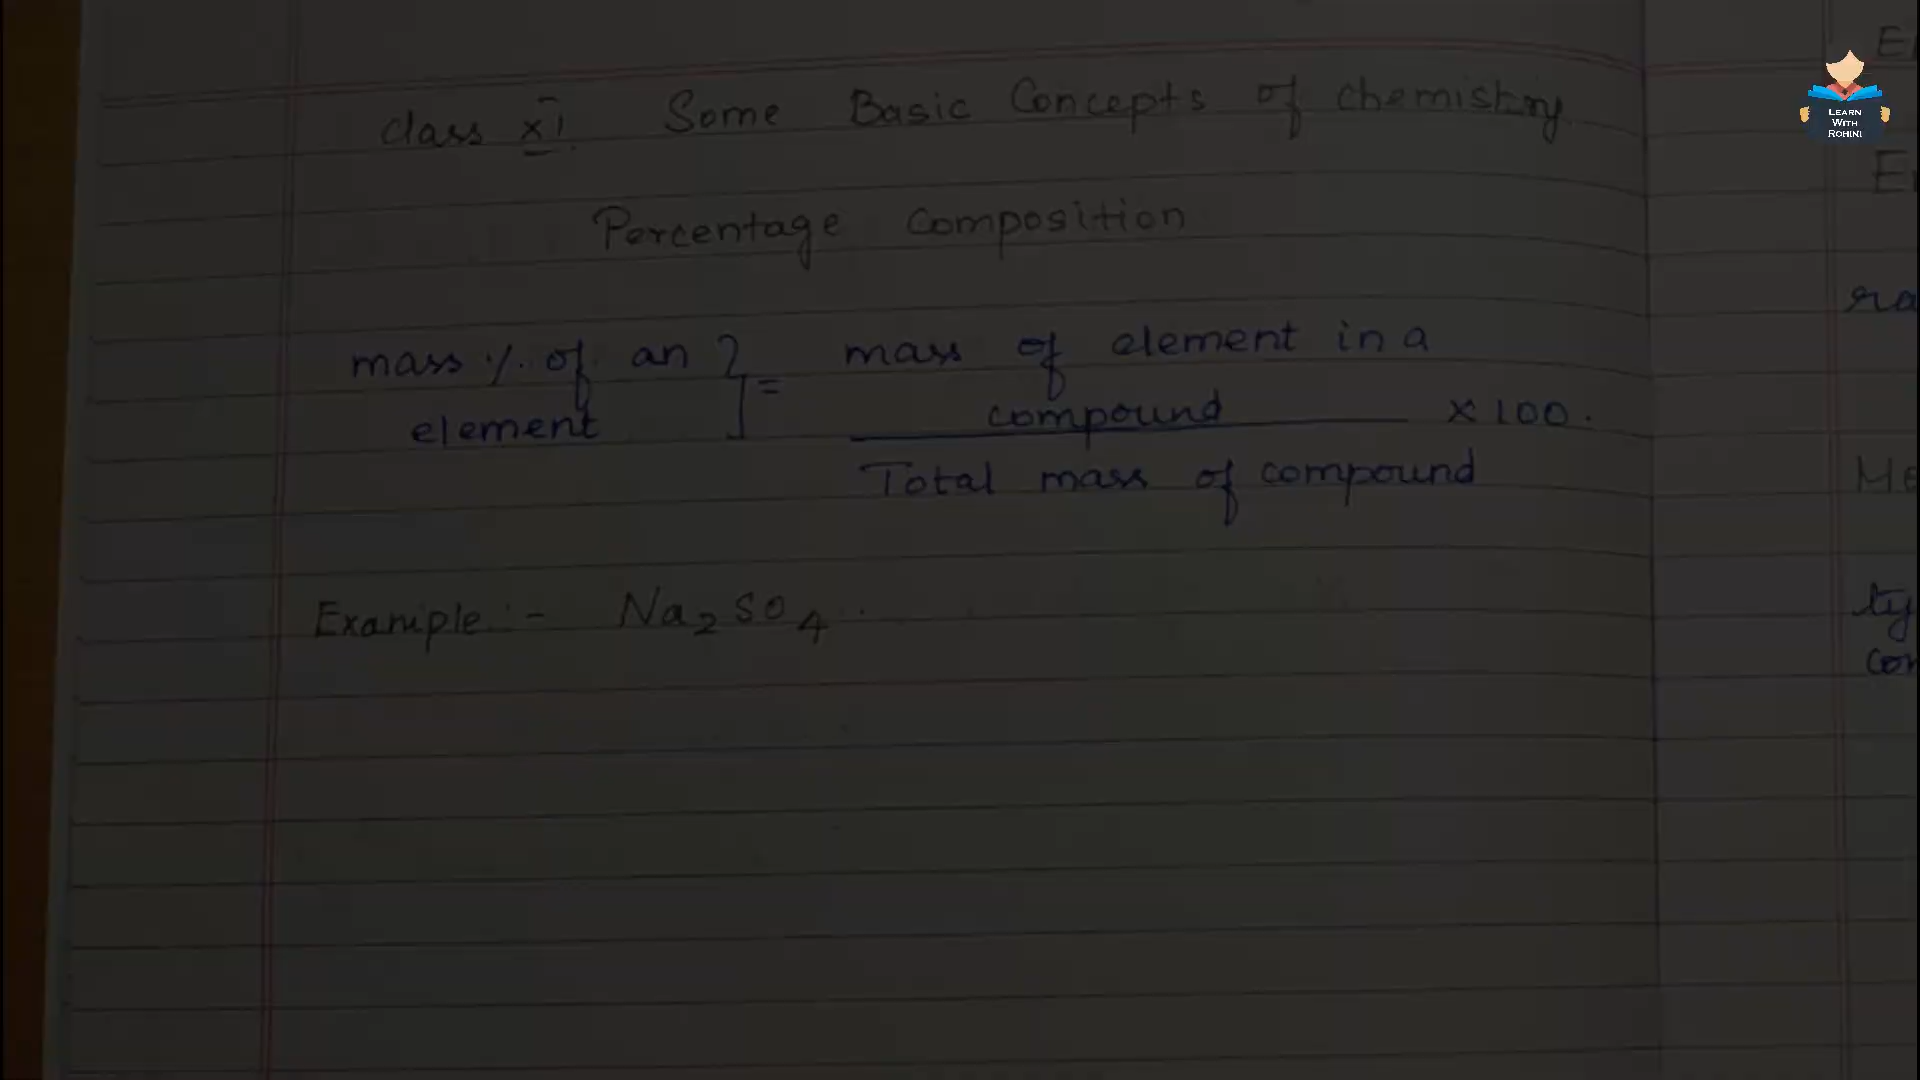 class XI Some Basic Concepts of chemistry
Percentage Composition
mass % of an element } = mass of element in a
compound × 100.
Total mass of compound
Example :- Na₂SO₄.
LEARN
WITH
ROHINI